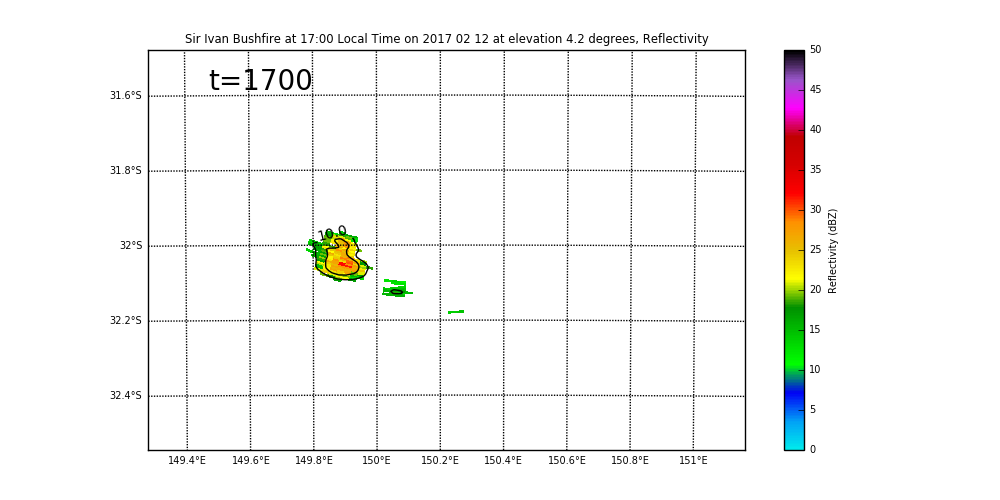 Sir Ivan Bushfire at 17:00 Local Time on 2017 02 12 at elevation 4.2 degrees, Reflectivity
t=1700
31.6°S
31.8°S
32°S
32.2°S
32.4°S
149.4°E 149.6°E 149.8°E 150°E 150.2°E 150.4°E 150.6°E 150.8°E 151°E
50
45
40
35
30
25
20
15
10
5
0
Reflectivity (dBZ)